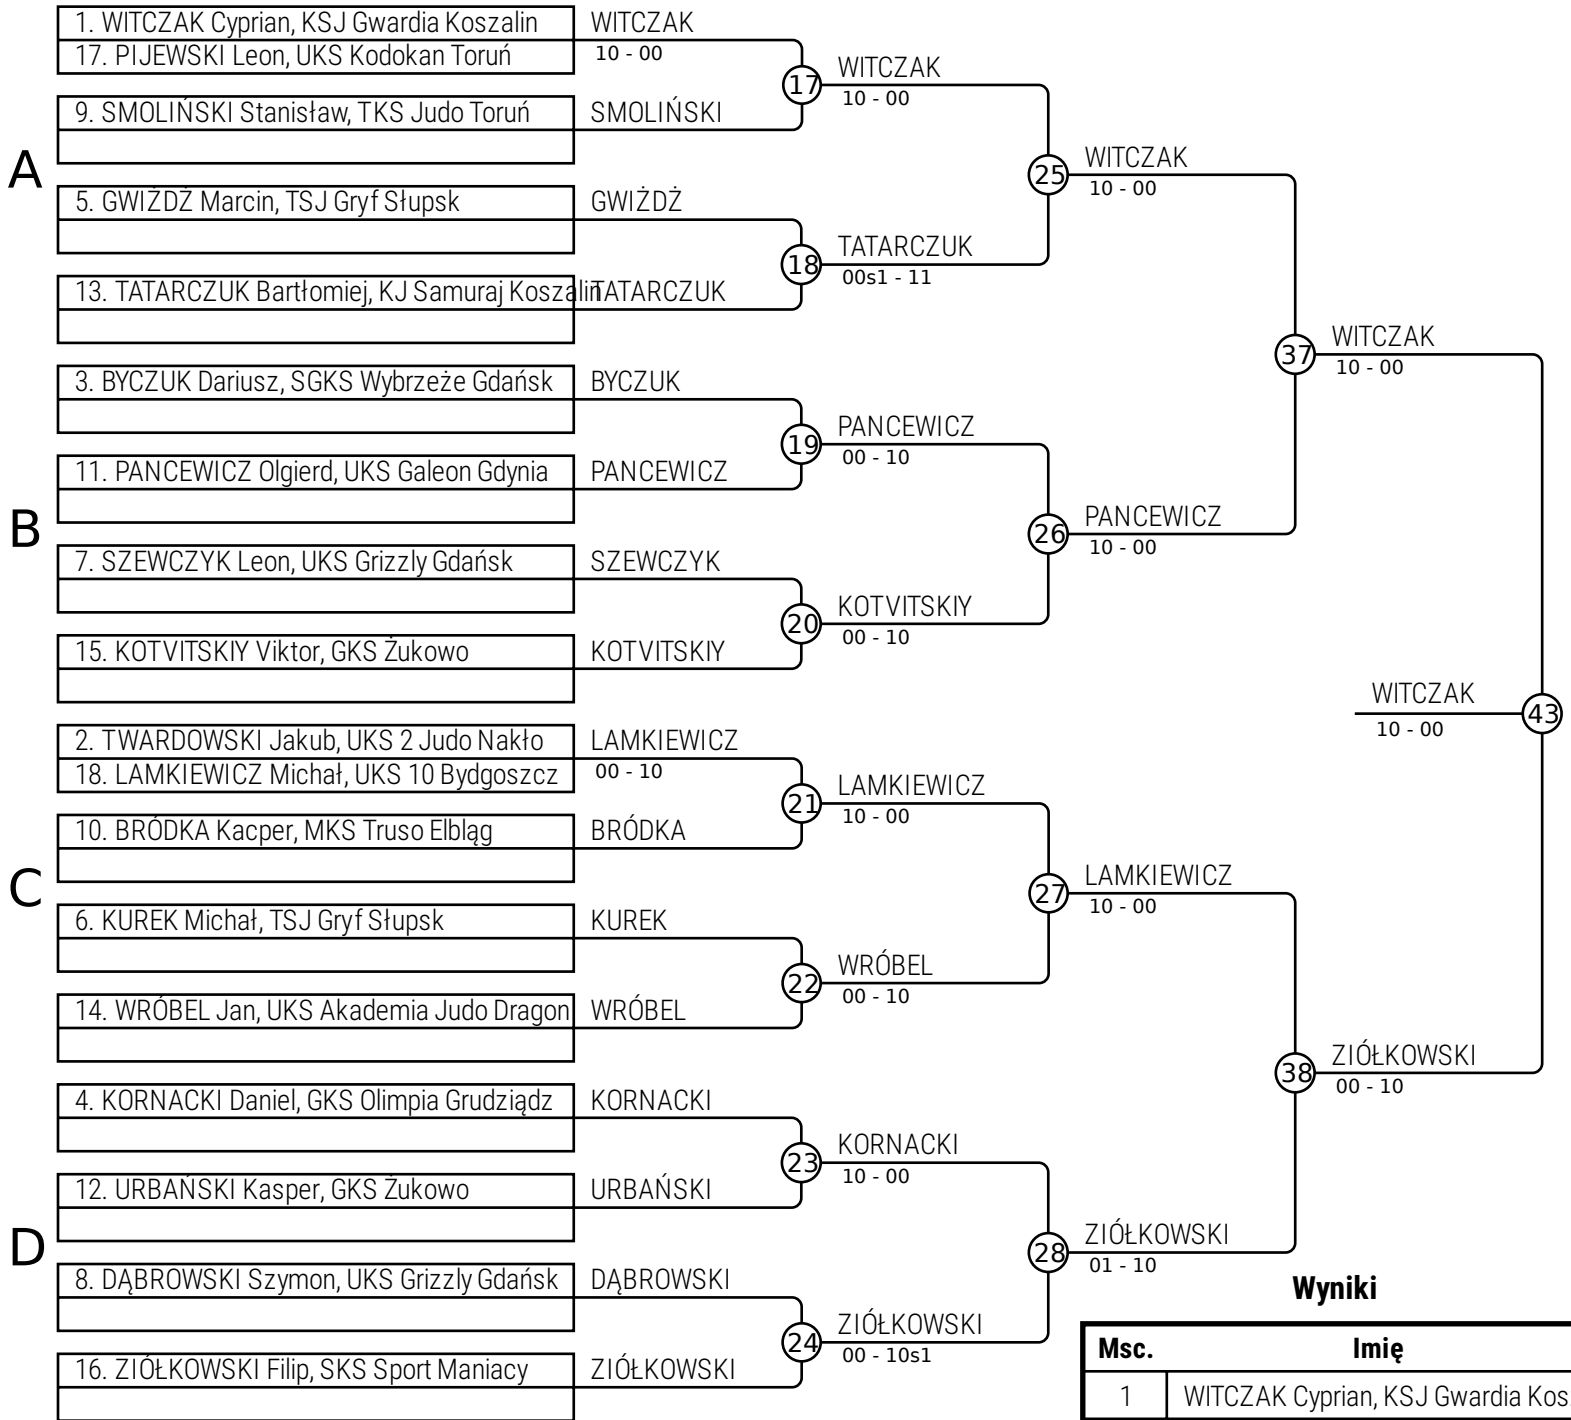 1. WITCZAK Cyprian, KSJ Gwardia Koszalin
17. PIJEWSKI Leon, UKS Kodokan Toruń
WITCZAK
10 - 00
9. SMOLIŃSKI Stanisław, TKS Judo Toruń
SMOLIŃSKI
17
WITCZAK
10 - 00
A
5. GWIŻDŹ Marcin, TSJ Gryf Słupsk
GWIŻDŹ
13. TATARCZUK Bartłomiej, KJ Samuraj Koszalin
TATARCZUK
18
TATARCZUK
00s1 - 11
25
WITCZAK
10 - 00
3. BYCZUK Dariusz, SGKS Wybrzeże Gdańsk
BYCZUK
11. PANCEWICZ Olgierd, UKS Galeon Gdynia
PANCEWICZ
19
PANCEWICZ
00 - 10
B
7. SZEWCZYK Leon, UKS Grizzly Gdańsk
SZEWCZYK
15. KOTVITSKIY Viktor, GKS Żukowo
KOTVITSKIY
20
KOTVITSKIY
00 - 10
26
PANCEWICZ
10 - 00
37
WITCZAK
10 - 00
2. TWARDOWSKI Jakub, UKS 2 Judo Nakło
18. LAMKIEWICZ Michał, UKS 10 Bydgoszcz
LAMKIEWICZ
00 - 10
10. BRÓDKA Kacper, MKS Truso Elbląg
BRÓDKA
21
LAMKIEWICZ
10 - 00
C
6. KUREK Michał, TSJ Gryf Słupsk
KUREK
14. WRÓBEL Jan, UKS Akademia Judo Dragon
WRÓBEL
22
WRÓBEL
00 - 10
27
LAMKIEWICZ
10 - 00
4. KORNACKI Daniel, GKS Olimpia Grudziądz
KORNACKI
12. URBAŃSKI Kasper, GKS Żukowo
URBAŃSKI
23
KORNACKI
10 - 00
D
8. DĄBROWSKI Szymon, UKS Grizzly Gdańsk
DĄBROWSKI
16. ZIÓŁKOWSKI Filip, SKS Sport Maniacy
ZIÓŁKOWSKI
24
ZIÓŁKOWSKI
00 - 10s1
28
ZIÓŁKOWSKI
01 - 10
38
ZIÓŁKOWSKI
00 - 10
WITCZAK
10 - 00
43
Wyniki
Msc. Imię
1 WITCZAK Cyprian, KSJ Gwardia